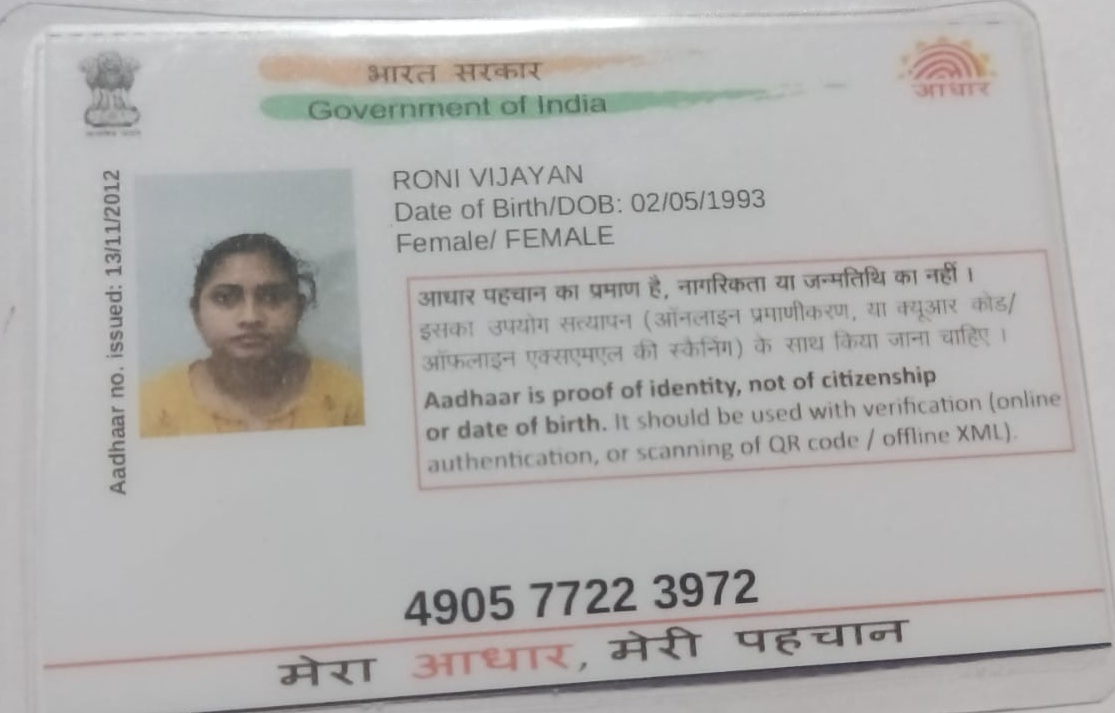 भारत सरकार
Government of India
आधार
Aadhaar no. issued: 13/11/2012
RONI VIJAYAN
Date of Birth/DOB: 02/05/1993
Female/ FEMALE
आधार पहचान का प्रमाण है, नागरिकता या जन्मतिथि का नहीं ।
इसका उपयोग सत्यापन (ऑनलाइन प्रमाणीकरण, या क्यूआर कोड/
ऑफलाइन एक्सएमएल की स्कैनिंग) के साथ किया जाना चाहिए ।
Aadhaar is proof of identity, not of citizenship
or date of birth. It should be used with verification (online
authentication, or scanning of QR code / offline XML).
4905 7722 3972
मेरा आधार, मेरी पहचान